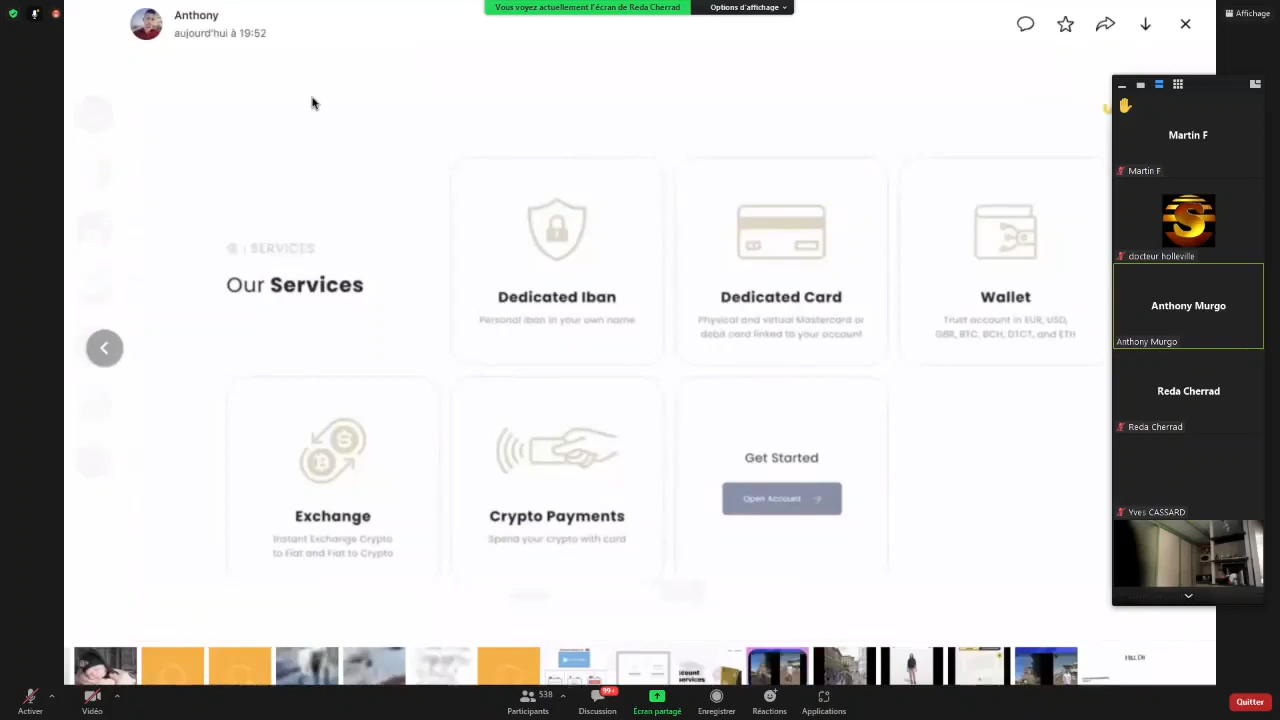 Vous voyez actuellement l'écran de Reda Cherrad
Options d'affichage
Affichage
Anthony
aujourd'hui à 19:52
SERVICES
Our Services
Dedicated Iban
Personal Iban in your own name
Dedicated Card
Physical and virtual Mastercard or
debit card linked to your account
Wallet
Trust account in EUR, USD,
GBR, BTC, BCH, DTCT, and ETH
Exchange
Instant Exchange Crypto
to Fiat and Fiat to Crypto
Crypto Payments
Spend your crypto with card
Get Started
Open Account
Martin F
Martin F
S
docteur holleville
Anthony Murgo
Anthony Murgo
Reda Cherrad
Reda Cherrad
Yves CASSARD
ccount
services
Activer
Vidéo
538
Participants
99+
Discussion
Écran partagé
Enregistrer
Réactions
Applications
Quitter